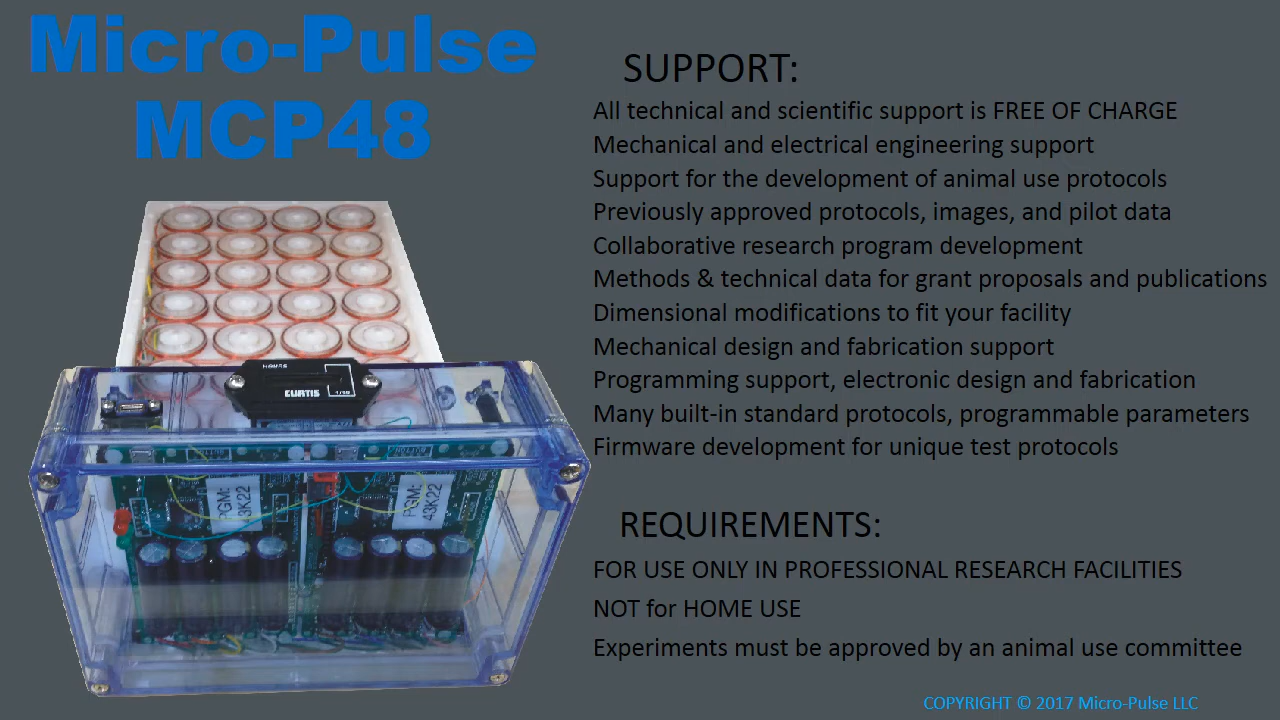 Micro-Pulse
MCP48
SUPPORT:
All technical and scientific support is FREE OF CHARGE
Mechanical and electrical engineering support
Support for the development of animal use protocols
Previously approved protocols, images, and pilot data
Collaborative research program development
Methods & technical data for grant proposals and publications
Dimensional modifications to fit your facility
Mechanical design and fabrication support
Programming support, electronic design and fabrication
Many built-in standard protocols, programmable parameters
Firmware development for unique test protocols
REQUIREMENTS:
FOR USE ONLY IN PROFESSIONAL RESEARCH FACILITIES
NOT for HOME USE
Experiments must be approved by an animal use committee
HOURS
CURTIS
PGM:
43K22
PGM:
43K22
COPYRIGHT © 2017 Micro-Pulse LLC